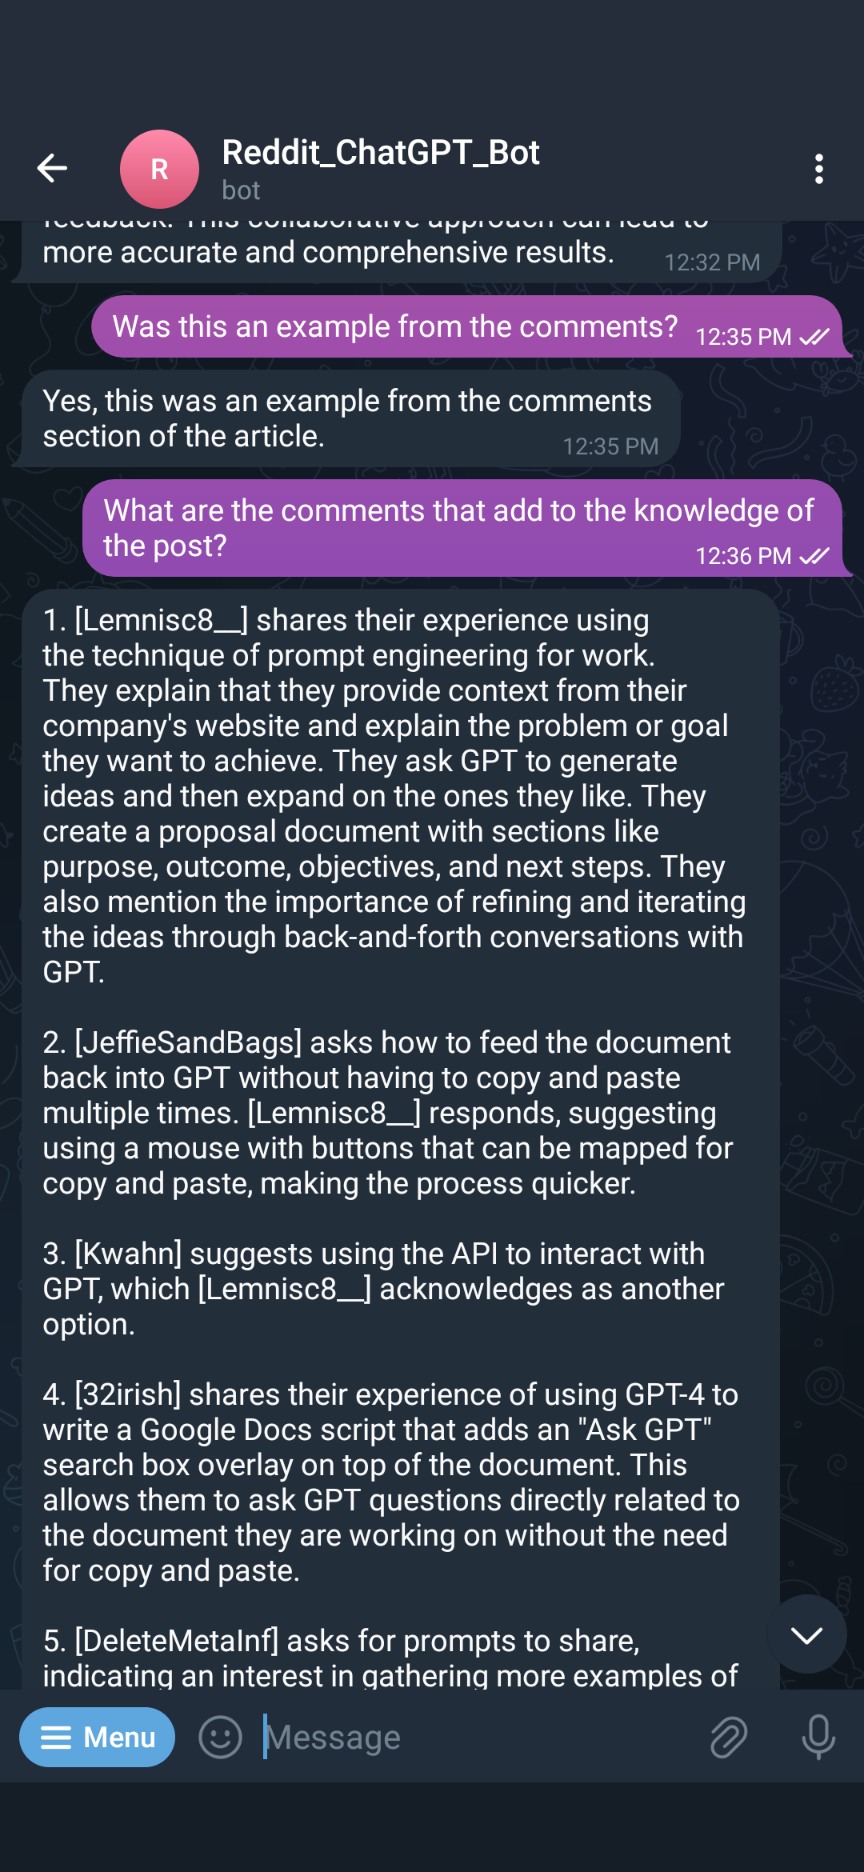 Reddit_ChatGPT_Bot
R
bot
feedback. This collaborative approach can lead to
more accurate and comprehensive results.
12:32 PM
Was this an example from the comments?
12:35 PM
Yes, this was an example from the comments
section of the article.
12:35 PM
What are the comments that add to the knowledge of
the post?
12:36 PM
1. [Lemnisc8__] shares their experience using
the technique of prompt engineering for work.
They explain that they provide context from their
company's website and explain the problem or goal
they want to achieve. They ask GPT to generate
ideas and then expand on the ones they like. They
create a proposal document with sections like
purpose, outcome, objectives, and next steps. They
also mention the importance of refining and iterating
the ideas through back-and-forth conversations with
GPT.
2. [JeffieSandBags] asks how to feed the document
back into GPT without having to copy and paste
multiple times. [Lemnisc8__] responds, suggesting
using a mouse with buttons that can be mapped for
copy and paste, making the process quicker.
3. [Kwahn] suggests using the API to interact with
GPT, which [Lemnisc8__] acknowledges as another
option.
4. [32irish] shares their experience of using GPT-4 to
write a Google Docs script that adds an "Ask GPT"
search box overlay on top of the document. This
allows them to ask GPT questions directly related to
the document they are working on without the need
for copy and paste.
5. [DeleteMetaInf] asks for prompts to share,
indicating an interest in gathering more examples of
Menu
Message